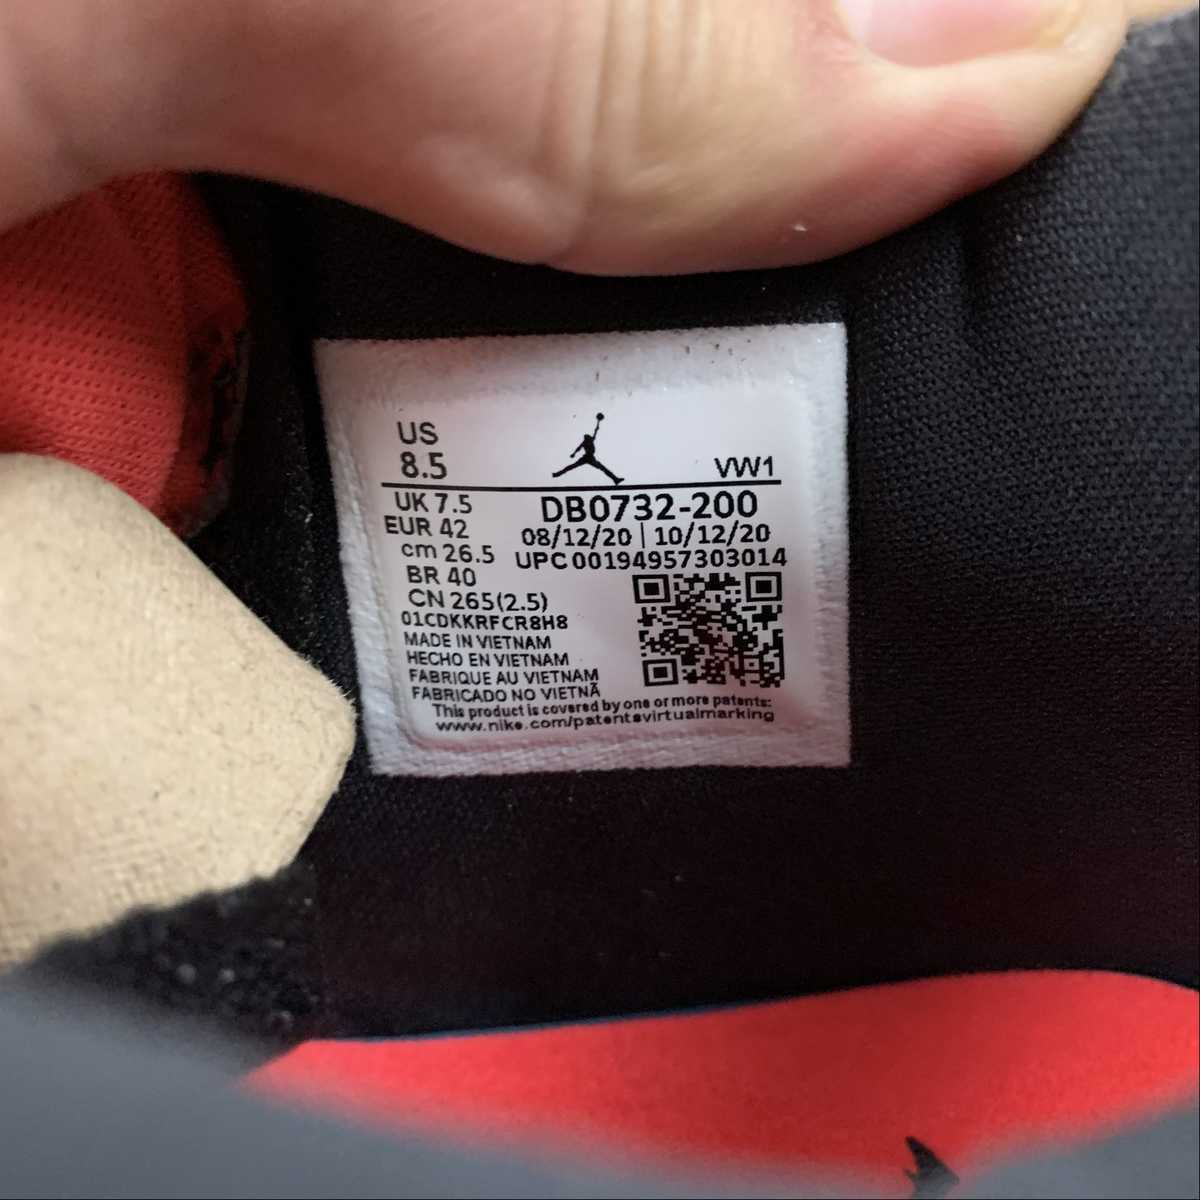 US
8.5
VW1
UK 7.5
DB0732-200
EUR 42
08/12/20 | 10/12/20
cm 26.5
UPC 00194957303014
BR 40
CN 265(2.5)
01CDKKRFCR8H8
MADE IN VIETNAM
HECHO EN VIETNAM
FABRIQUE AU VIETNAM
FABRICADO NO VIETNÃ
This product is covered by one or more patents:
www.nike.com/patentsvirtualmarking